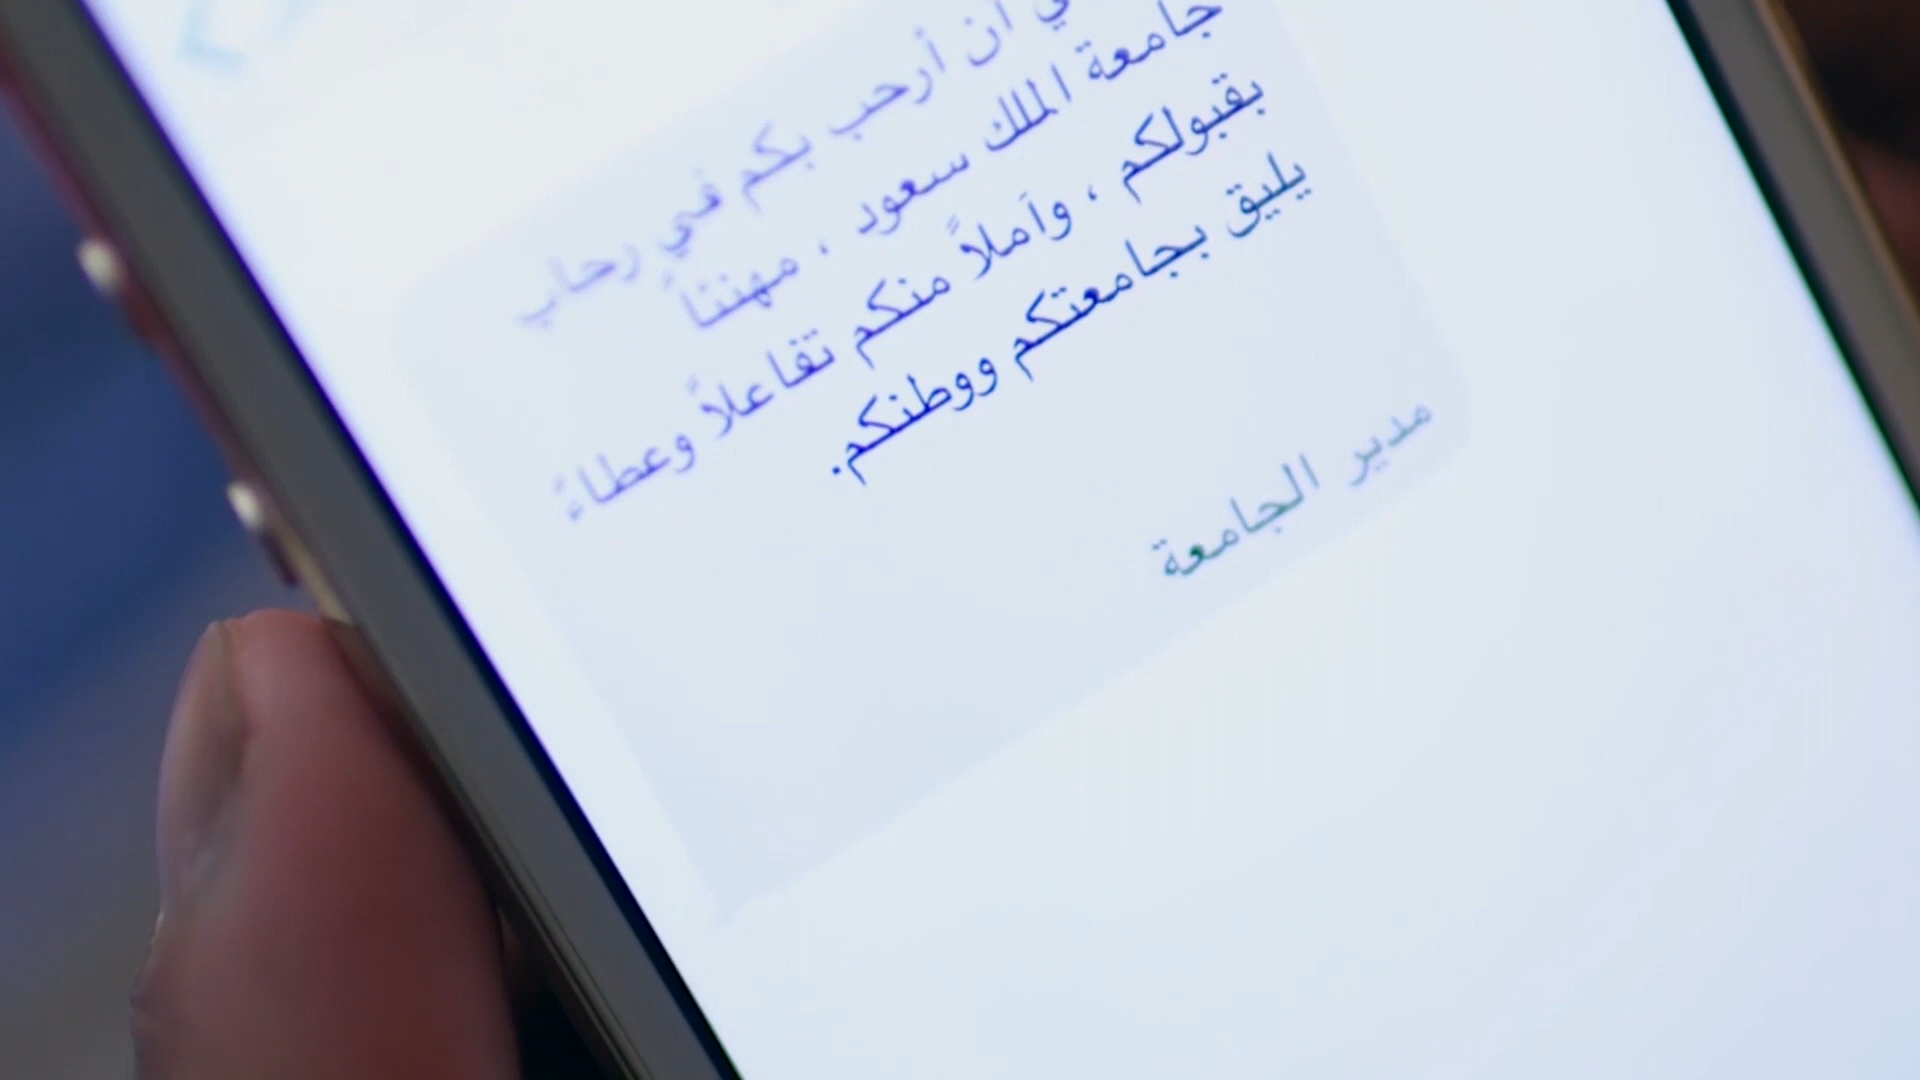 أن أرحب بكم في رحاب
جامعة الملك سعود ، مهنئاً
بقبولكم ، وآملاً منكم تفاعلاً وعطاءً
يليق بجامعتكم ووطنكم.
مدير الجامعة